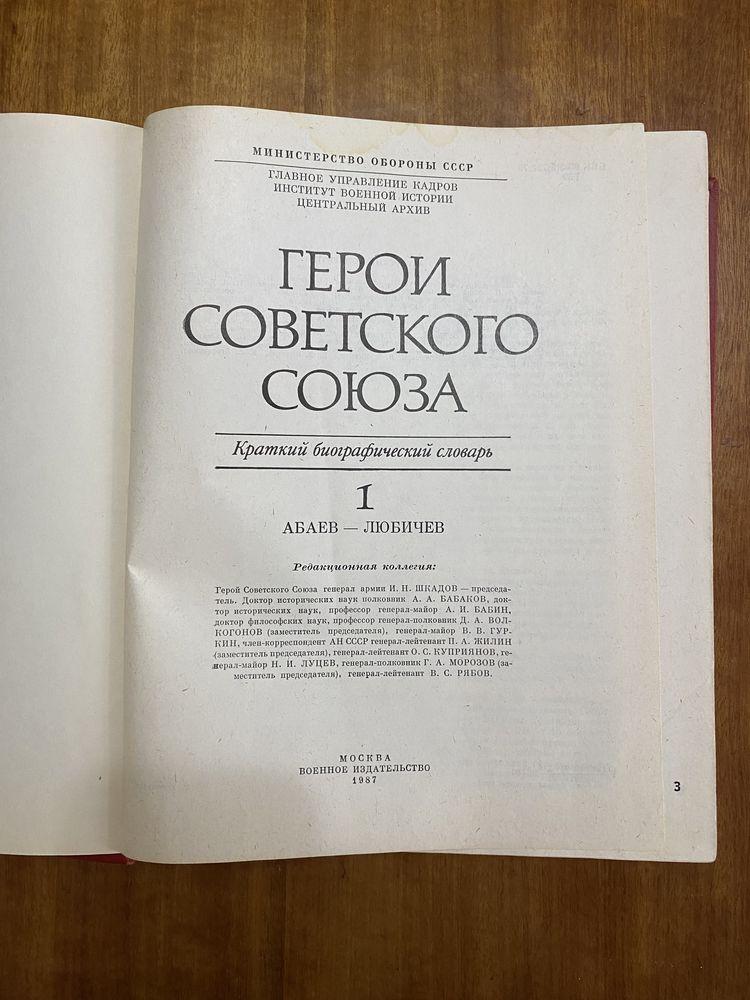 МИНИСТЕРСТВО ОБОРОНЫ СССР
ГЛАВНОЕ УПРАВЛЕНИЕ КАДРОВ
ИНСТИТУТ ВОЕННОЙ ИСТОРИИ
ЦЕНТРАЛЬНЫЙ АРХИВ
ГЕРОИ
СОВЕТСКОГО
СОЮЗА
Краткий биографический словарь
1
АБАЕВ — ЛЮБИЧЕВ
Редакционная коллегия:
Герой Советского Союза генерал армии И. Н. ШКАДОВ — председа-
тель. Доктор исторических наук полковник А. А. БАБАКОВ, док-
тор исторических наук, профессор генерал-майор А. И. БАБИН,
доктор философских наук, профессор генерал-полковник Д. А. ВОЛ-
КОГОНОВ (заместитель председателя), генерал-майор В. В. ГУР-
КИН, член-корреспондент АН СССР генерал-лейтенант П. А. ЖИЛИН
(заместитель председателя), генерал-лейтенант О. С. КУПРИЯНОВ, ге-
нерал-майор Н. И. ЛУЦЕВ, генерал-полковник Г. А. МОРОЗОВ (за-
меститель председателя), генерал-лейтенант В. С. РЯБОВ.
МОСКВА
ВОЕННОЕ ИЗДАТЕЛЬСТВО
1987
3